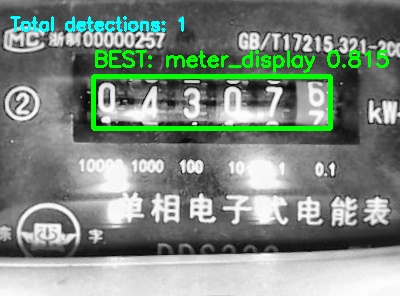 Total detections: 1
MC 浙制00000257
GB/T17215.321-200
BEST: meter_display 0.815
② 0 4 3 0 7 6 kW
10000 1000 100 10 1 0.1
单相电子式电能表
东 字